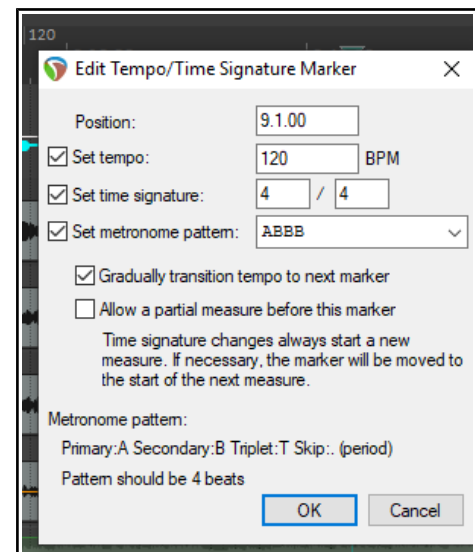 120
Edit Tempo/Time Signature Marker
Position: 9.1.00
Set tempo: 120 BPM
Set time signature: 4 / 4
Set metronome pattern: ABBB
Gradually transition tempo to next marker
Allow a partial measure before this marker
Time signature changes always start a new
measure. If necessary, the marker will be moved to
the start of the next measure.
Metronome pattern:
Primary:A Secondary:B Triplet:T Skip:. (period)
Pattern should be 4 beats
OK Cancel